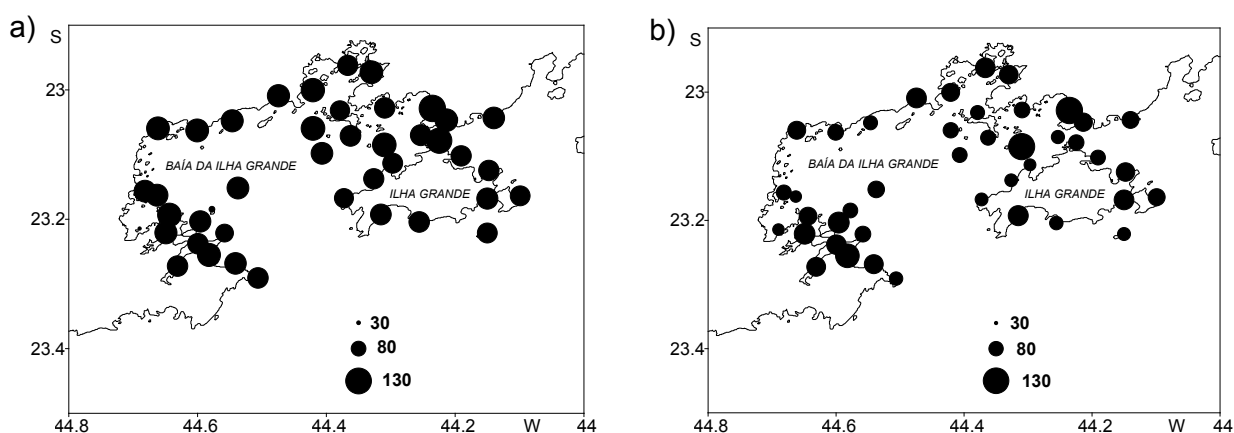 a)
S
23
BAÍA DA ILHA GRANDE
ILHA GRANDE
23.2
30
80
23.4
130
44.8 44.6 44.4 44.2 W 44
b)
S
23
BAÍA DA ILHA GRANDE
ILHA GRANDE
23.2
30
80
23.4
130
44.8 44.6 44.4 44.2 W 44